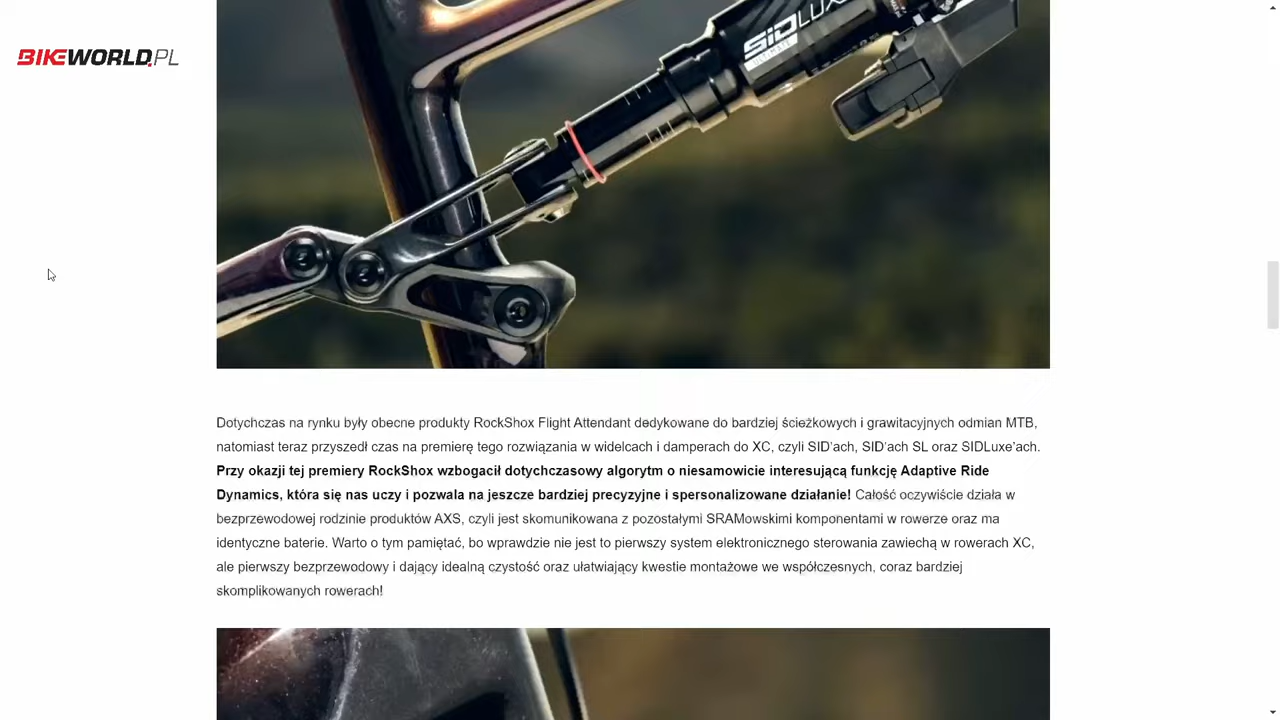 SiD LUXE
ULTIMATE
BIKEWORLD.PL
Dotychczas na rynku były obecne produkty RockShox Flight Attendant dedykowane do bardziej ścieżkowych i grawitacyjnych odmian MTB,
natomiast teraz przyszedł czas na premierę tego rozwiązania w widelcach i damperach do XC, czyli SID'ach, SID'ach SL oraz SIDLuxe'ach.
Przy okazji tej premiery RockShox wzbogacił dotychczasowy algorytm o niesamowicie interesującą funkcję Adaptive Ride
Dynamics, która się nas uczy i pozwala na jeszcze bardziej precyzyjne i spersonalizowane działanie! Całość oczywiście działa w
bezprzewodowej rodzinie produktów AXS, czyli jest skomunikowana z pozostałymi SRAMowskimi komponentami w rowerze oraz ma
identyczne baterie. Warto o tym pamiętać, bo wprawdzie nie jest to pierwszy system elektronicznego sterowania zawiechą w rowerach XC,
ale pierwszy bezprzewodowy i dający idealną czystość oraz ułatwiający kwestie montażowe we współczesnych, coraz bardziej
skomplikowanych rowerach!